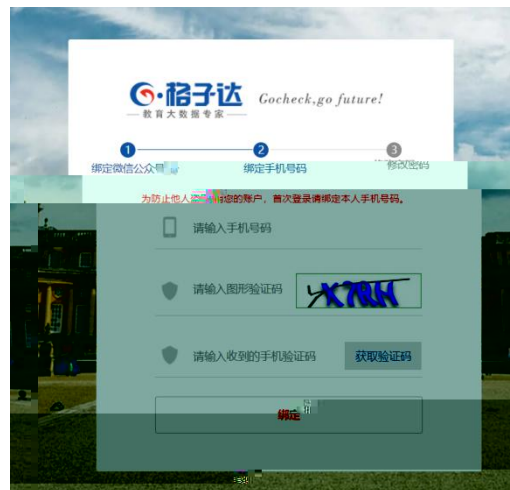 格子达
Gocheck,go future!
教育大数据专家
1 2 3
绑定微信公众号 绑定手机号码 修改密码
为防止他人 您的账户，首次登录请绑定本人手机号码。
请输入手机号码
请输入图形验证码 X7RH
请输入收到的手机验证码 获取验证码
绑定